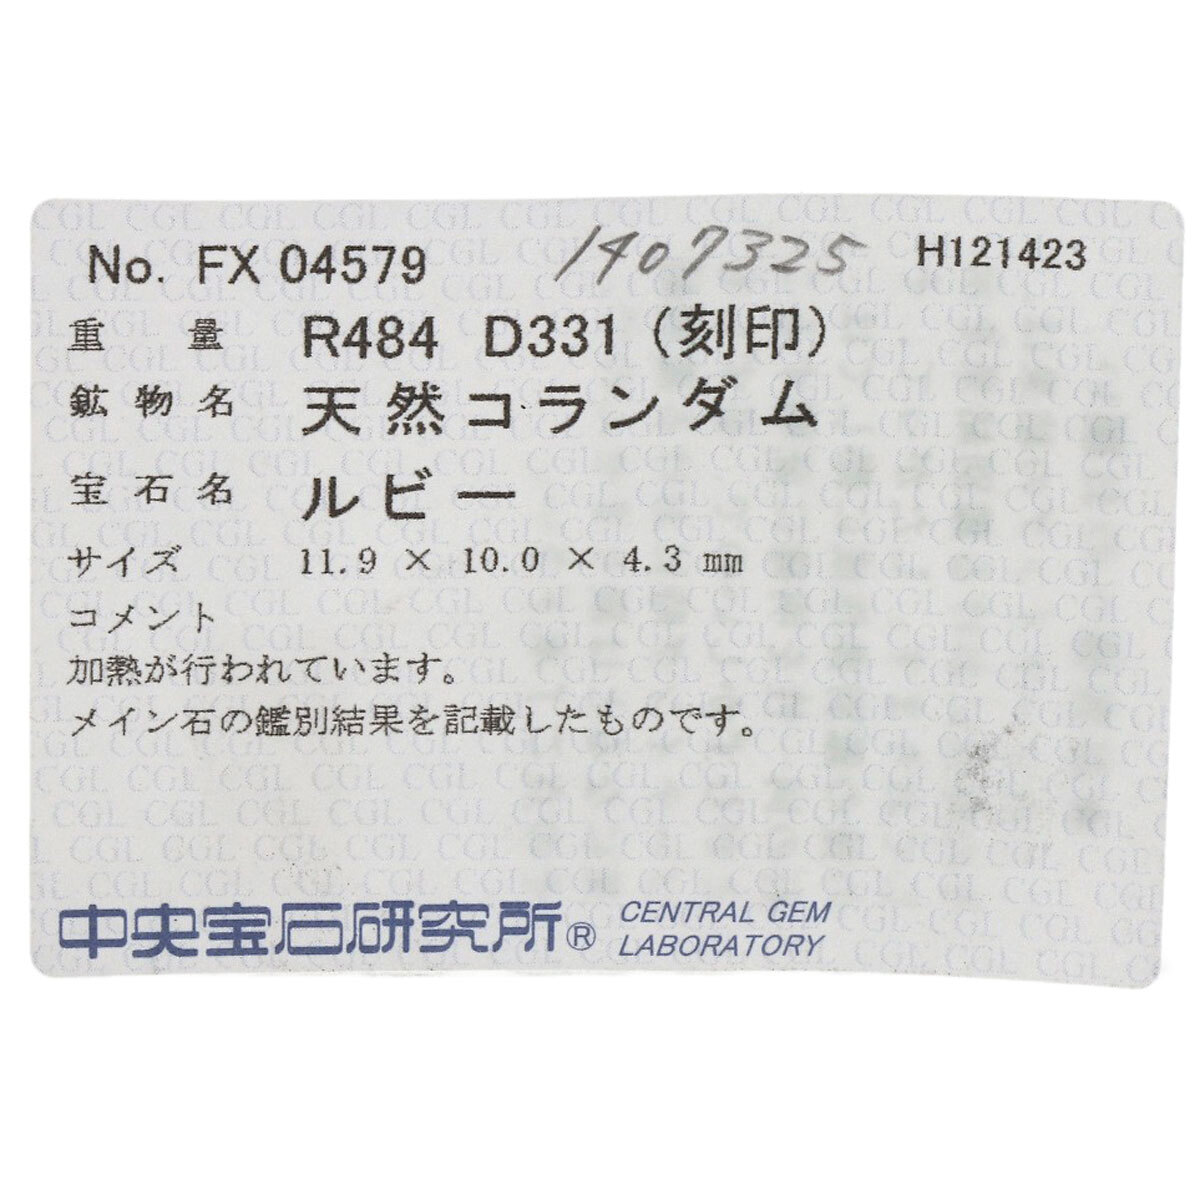 No. FX 04579 1407325 H121423
重量 R484 D331 (刻印)
鉱物名 天然コランダム
宝石名 ルビー
サイズ 11.9 × 10.0 × 4.3 ㎜
コメント
加熱が行われています。
メイン石の鑑別結果を記載したものです。
中央宝石研究所® CENTRAL GEM
LABORATORY